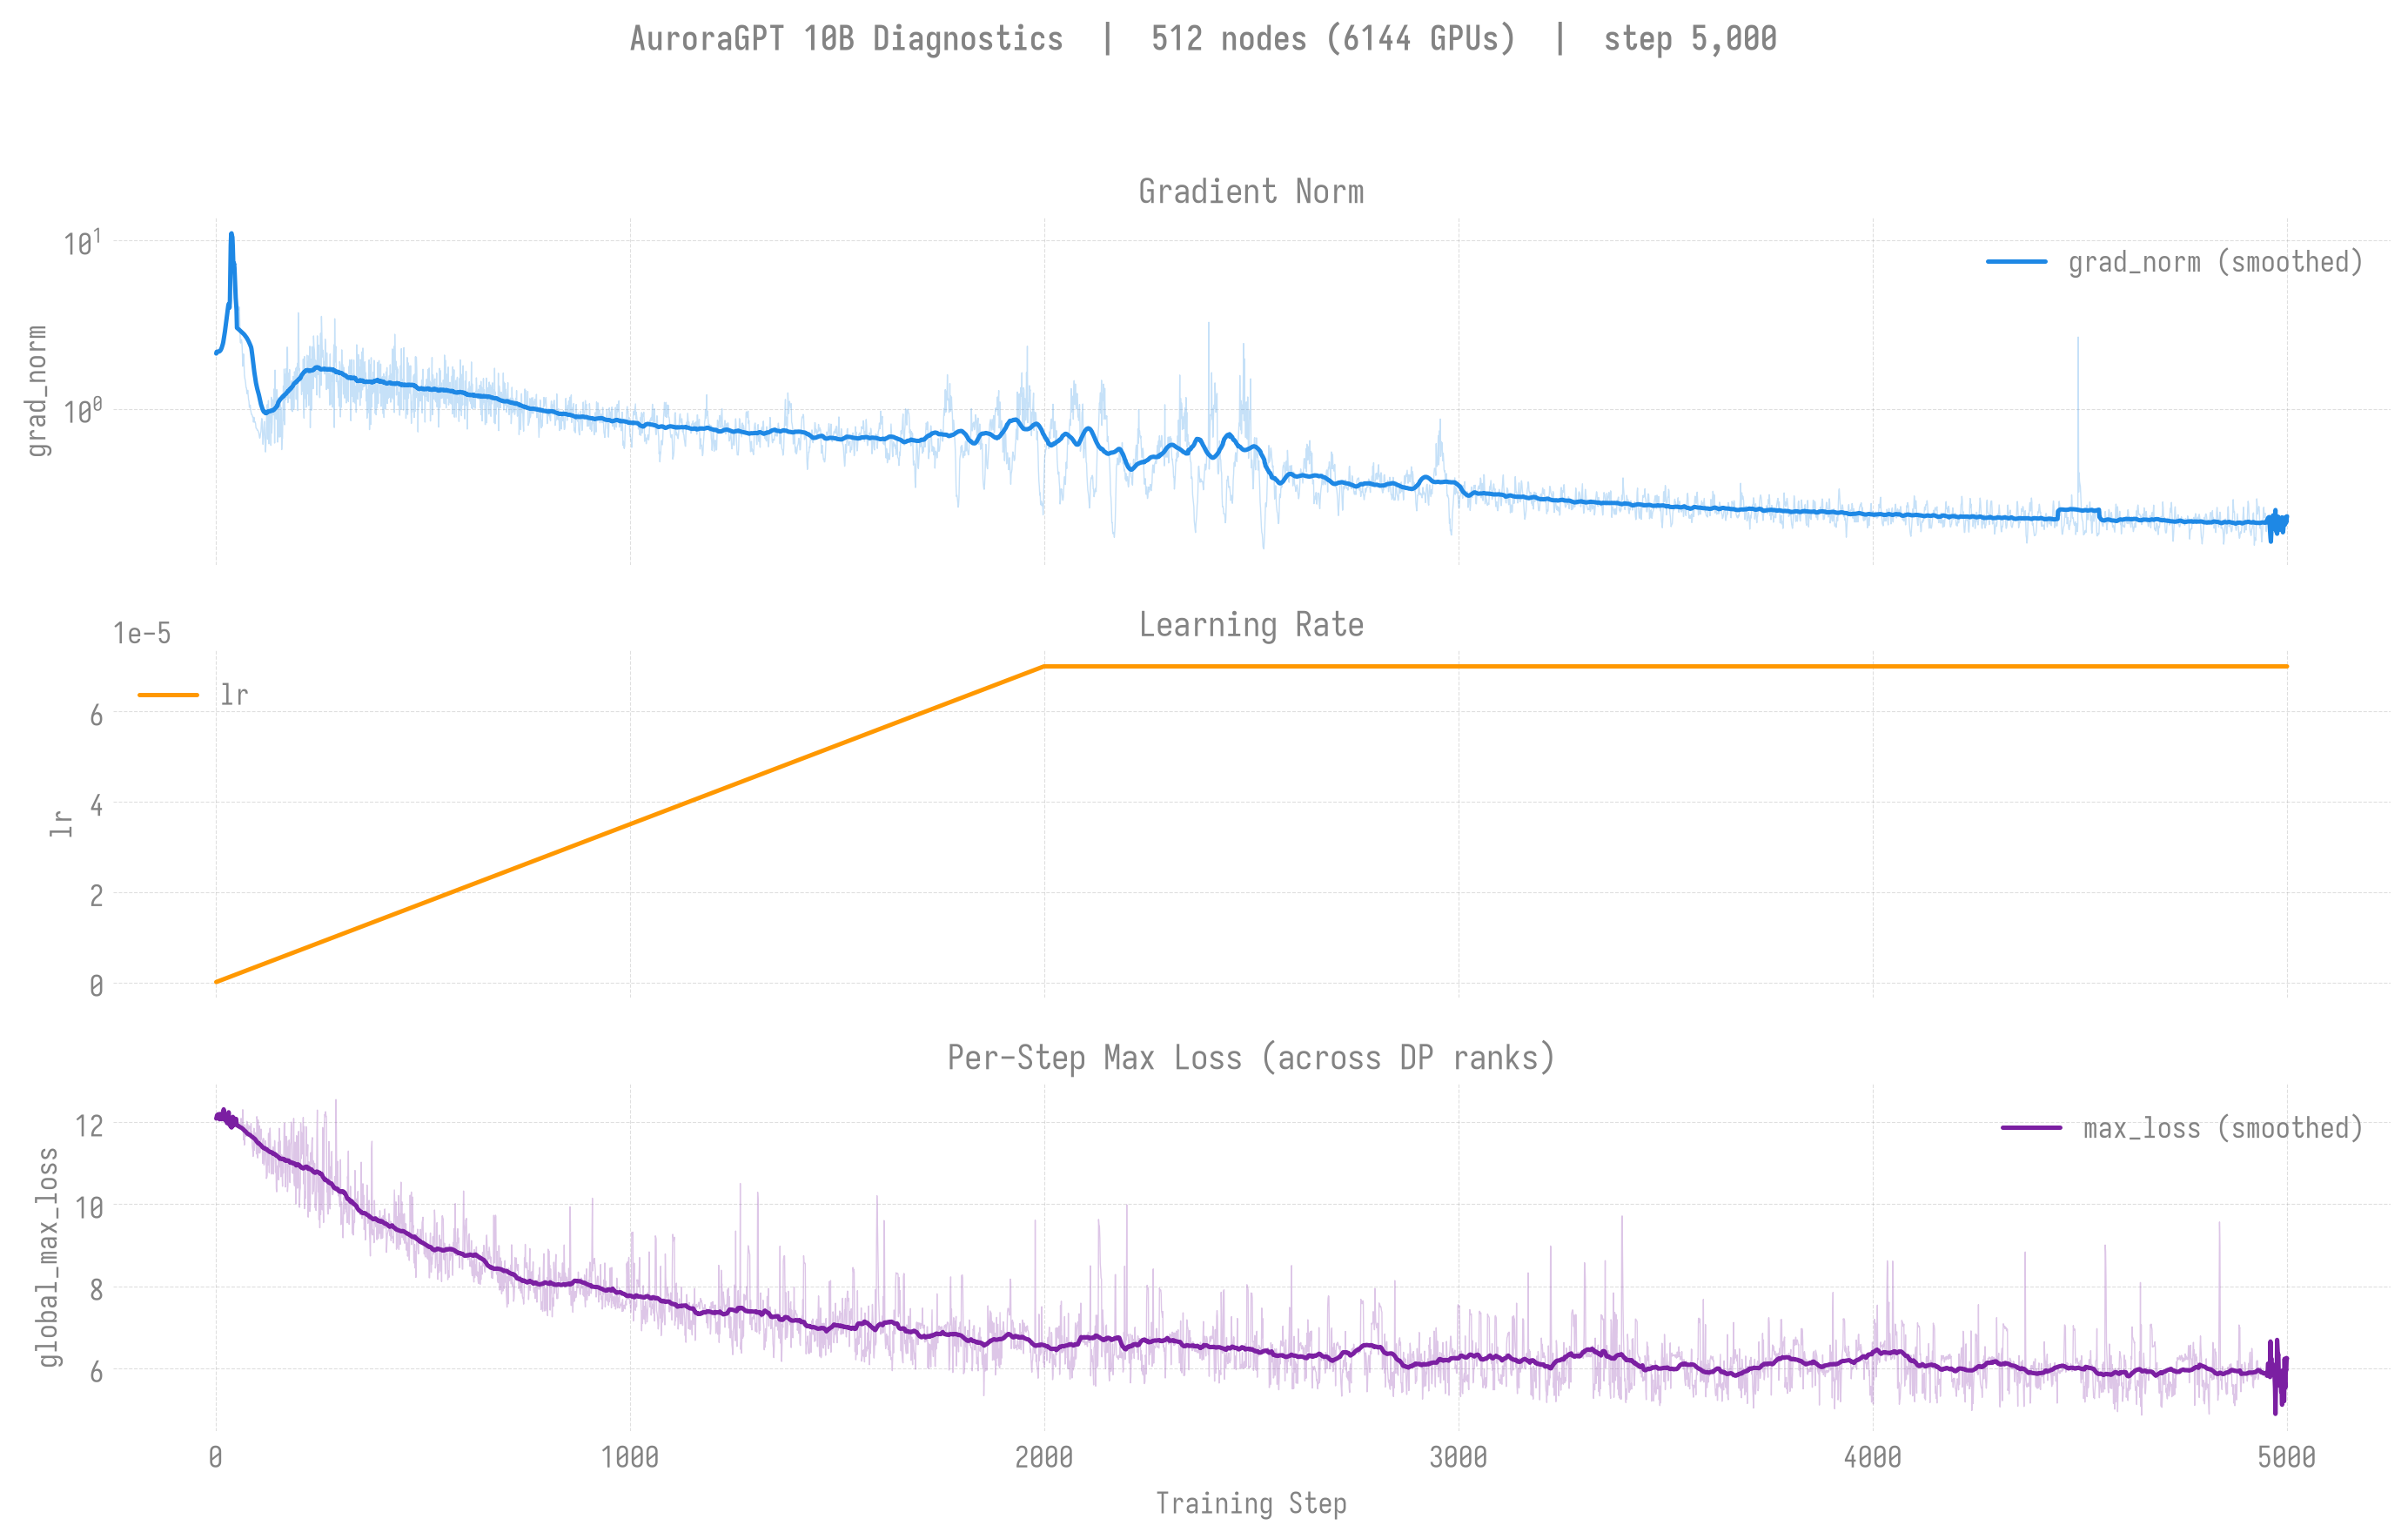 AuroraGPT 10B Diagnostics | 512 nodes (6144 GPUs) | step 5,000
Gradient Norm
10¹
10⁰
grad_norm
grad_norm (smoothed)
Learning Rate
1e-5
lr
6
4
2
0
lr
Per-Step Max Loss (across DP ranks)
max_loss (smoothed)
12
10
8
6
global_max_loss
0 1000 2000 3000 4000 5000
Training Step